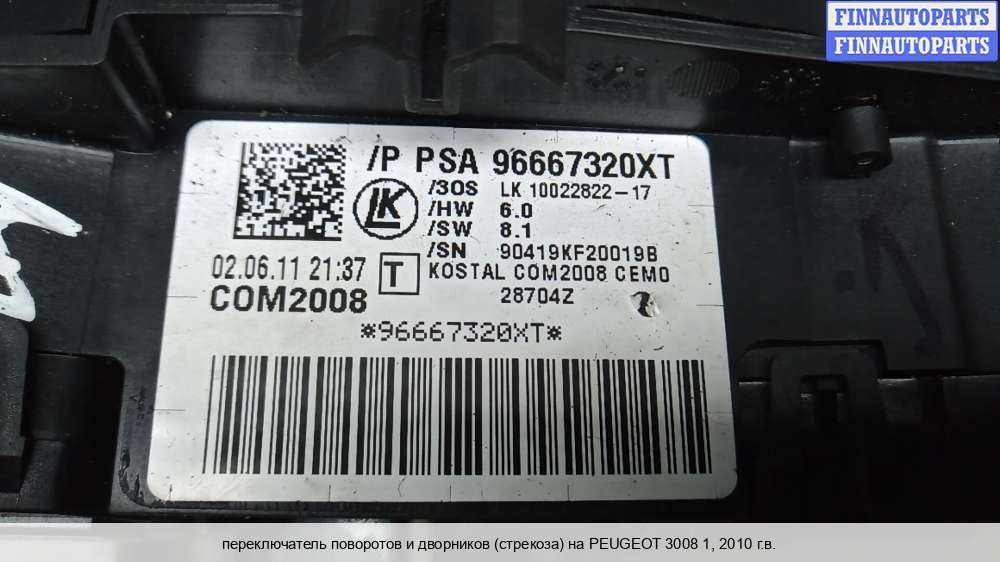 FINNAUTOPARTS
FINNAUTOPARTS
/P PSA 96667320XT
/3OS LK 10022822-17
LK
/HW 6.0
/SW 8.1
/SN 90419KF20019B
02.06.11 21:37
T
KOSTAL COM2008 CEM0
COM2008
28704Z
*96667320XT*
переключатель поворотов и дворников (стрекоза) на PEUGEOT 3008 1, 2010 г.в.